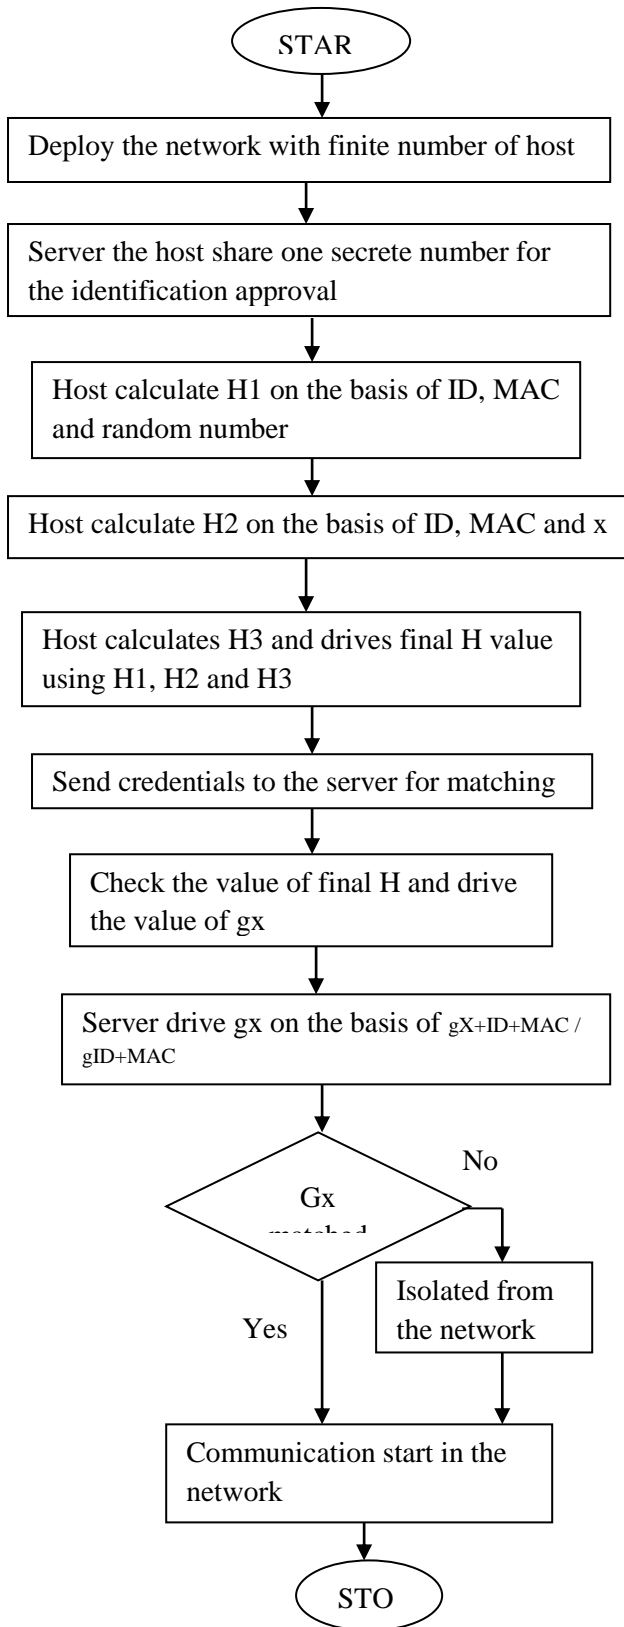 STAR
Deploy the network with finite number of host
Server the host share one secrete number for
the identification approval
Host calculate H1 on the basis of ID, MAC
and random number
Host calculate H2 on the basis of ID, MAC and x
Host calculates H3 and drives final H value
using H1, H2 and H3
Send credentials to the server for matching
Check the value of final H and drive
the value of gx
Server drive gx on the basis of gX+ID+MAC /
gID+MAC
No
Gx
matched
Isolated from
the network
Yes
Communication start in the
network
STO